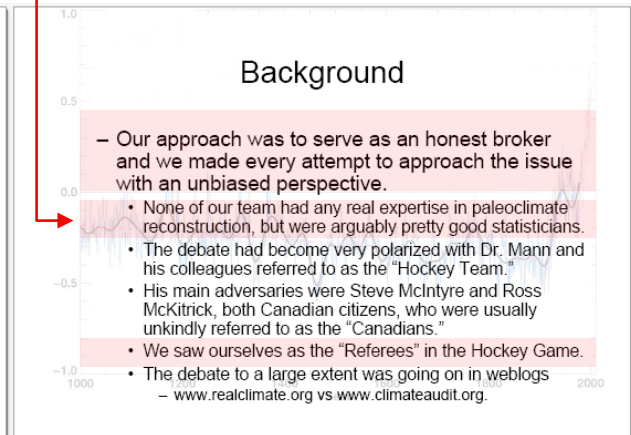 1.0
Background
0.5
– Our approach was to serve as an honest broker
and we made every attempt to approach the issue
with an unbiased perspective.
0.0
• None of our team had any real expertise in paleoclimate
reconstruction, but were arguably pretty good statisticians.
• The debate had become very polarized with Dr. Mann and
his colleagues referred to as the “Hockey Team.”
−0.5
• His main adversaries were Steve McIntyre and Ross
McKitrick, both Canadian citizens, who were usually
unkindly referred to as the “Canadians.”
• We saw ourselves as the “Referees” in the Hockey Game.
−1.0
• The debate to a large extent was going on in weblogs
1000 1200 1400 1600 1800 2000
– www.realclimate.org vs www.climateaudit.org.